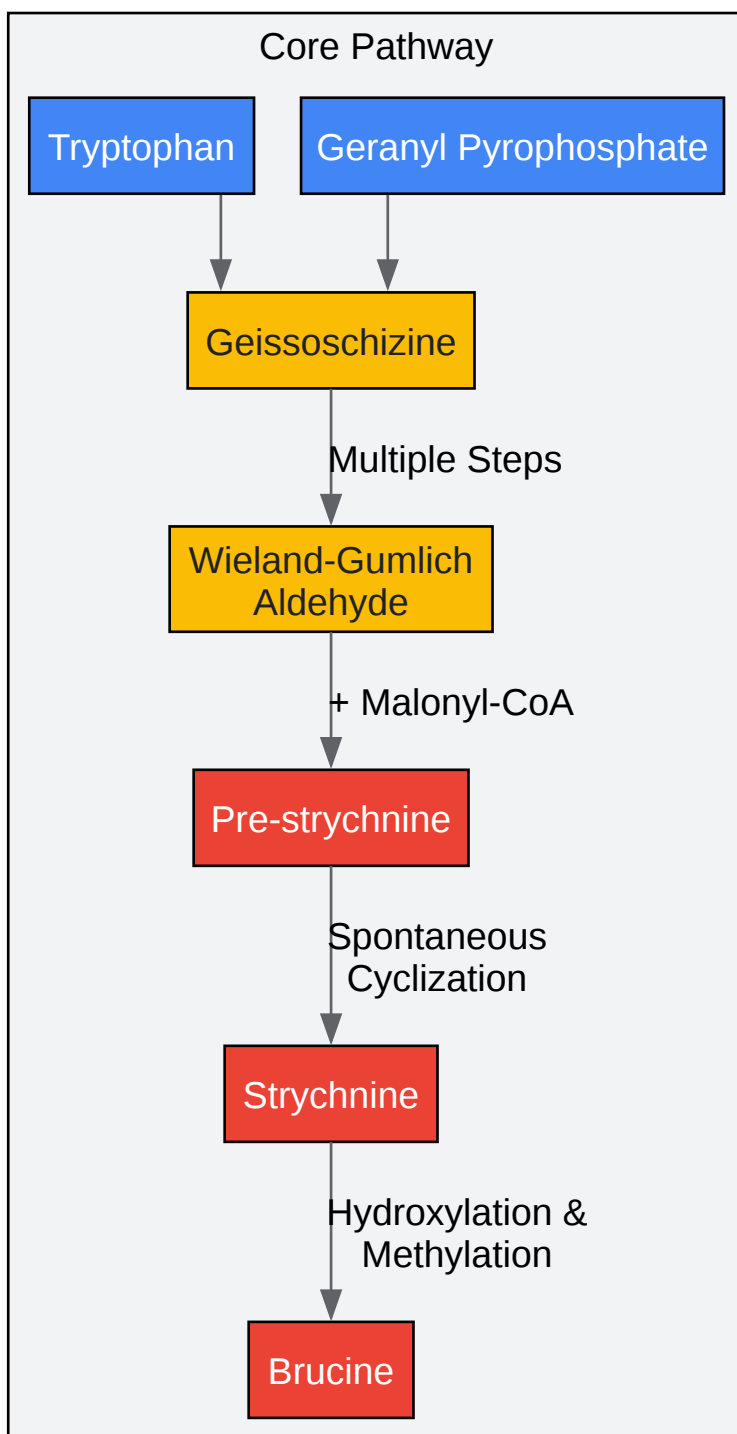 Core Pathway
Tryptophan
Geranyl Pyrophosphate
Geissoschizine
Multiple Steps
Wieland-Gumlich
Aldehyde
+ Malonyl-CoA
Pre-strychnine
Spontaneous
Cyclization
Strychnine
Hydroxylation &
Methylation
Brucine